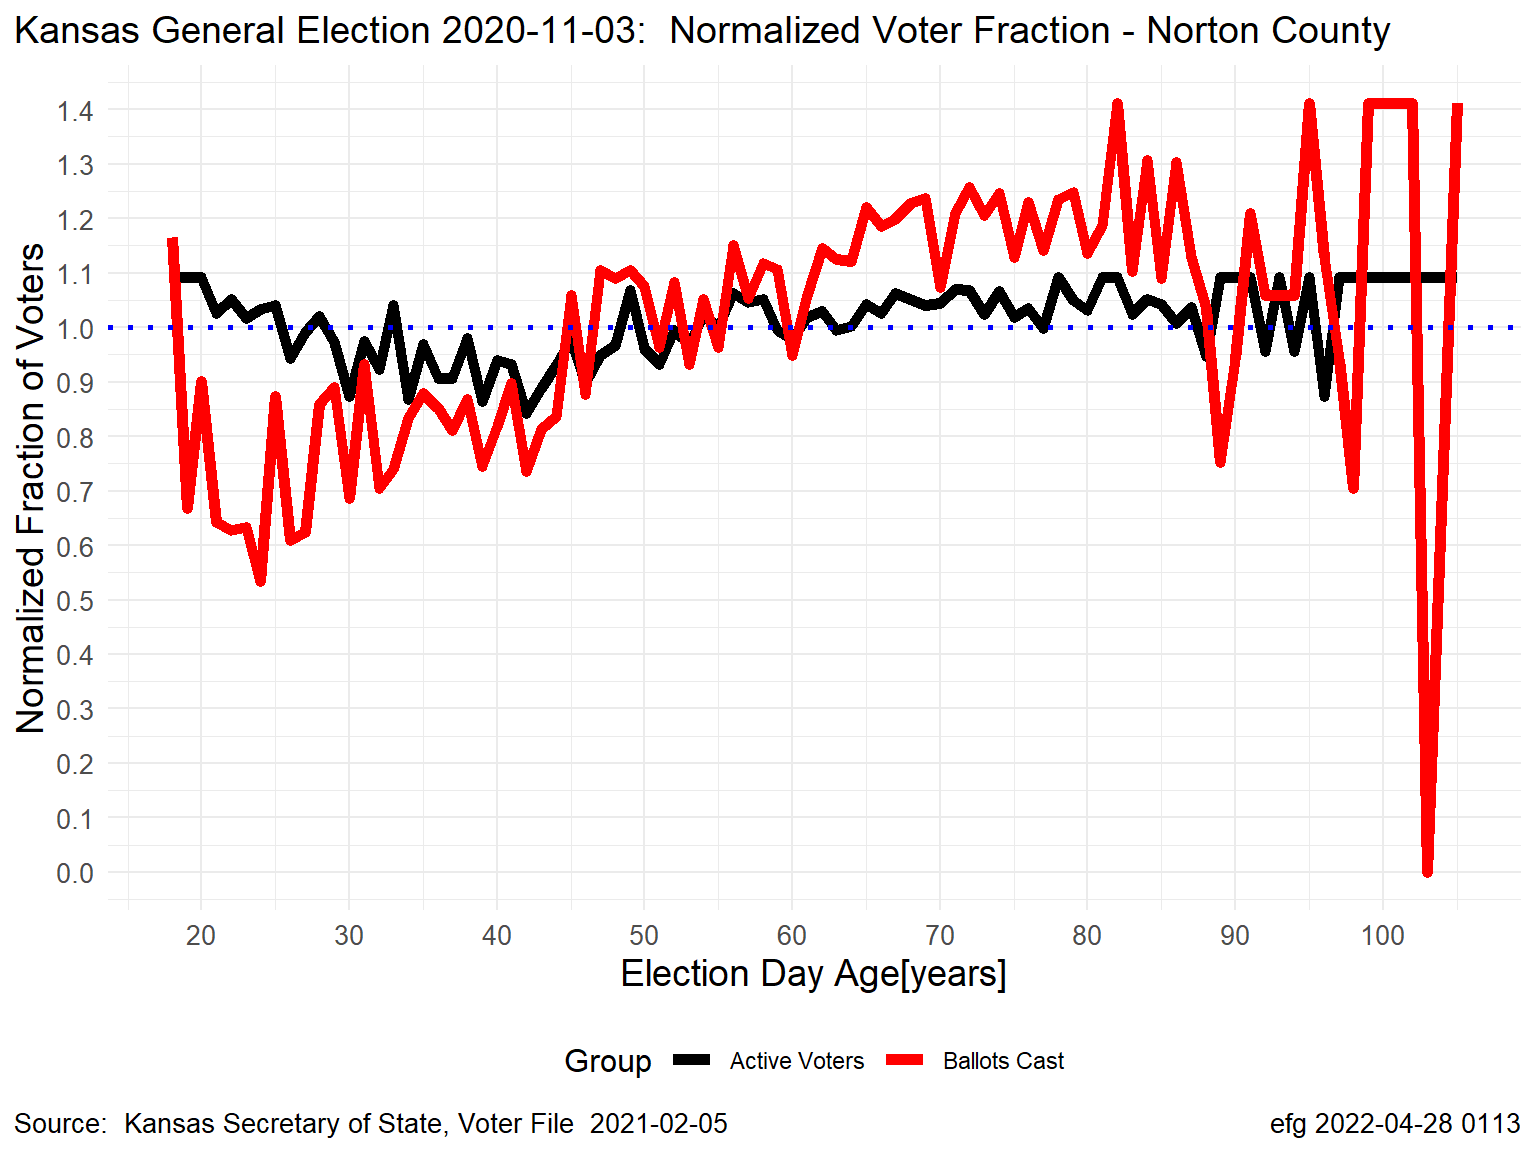 Kansas General Election 2020-11-03:  Normalized Voter Fraction - Norton County
Normalized Fraction of Voters
1.4
1.3
1.2
1.1
1.0
0.9
0.8
0.7
0.6
0.5
0.4
0.3
0.2
0.1
0.0
20 30 40 50 60 70 80 90 100
Election Day Age[years]
Group Active Voters Ballots Cast
Source:  Kansas Secretary of State, Voter File  2021-02-05 efg 2022-04-28 0113